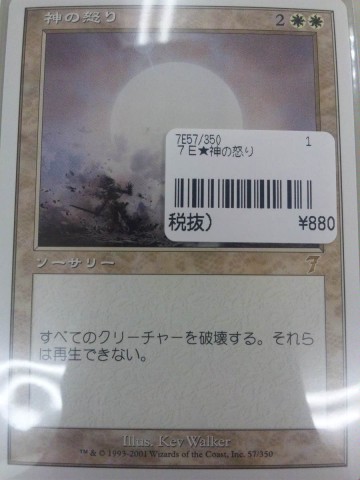 神の怒り 2
7E57/350 1
7E★神の怒り
税抜) ¥880
ソーサリー 7
すべてのクリーチャーを破壊する。それら
は再生できない。
Illus. Kev Walker
™ & © 1993-2001 Wizards of the Coast, Inc. 57/350